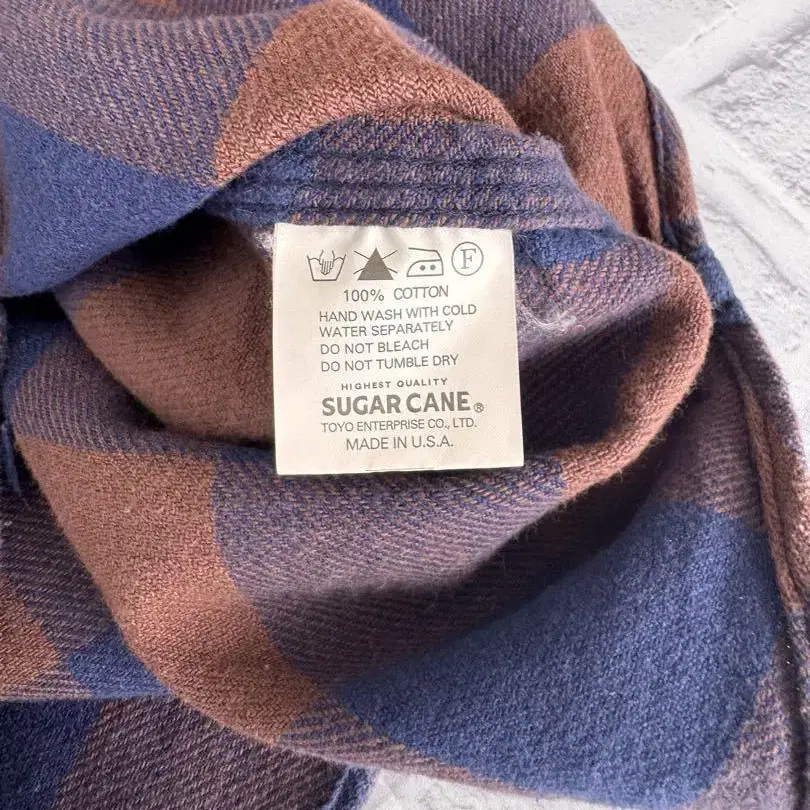 F
100% COTTON
HAND WASH WITH COLD
WATER SEPARATELY
DO NOT BLEACH
DO NOT TUMBLE DRY
HIGHEST QUALITY
SUGAR CANE®
TOYO ENTERPRISE CO., LTD.
MADE IN U.S.A.